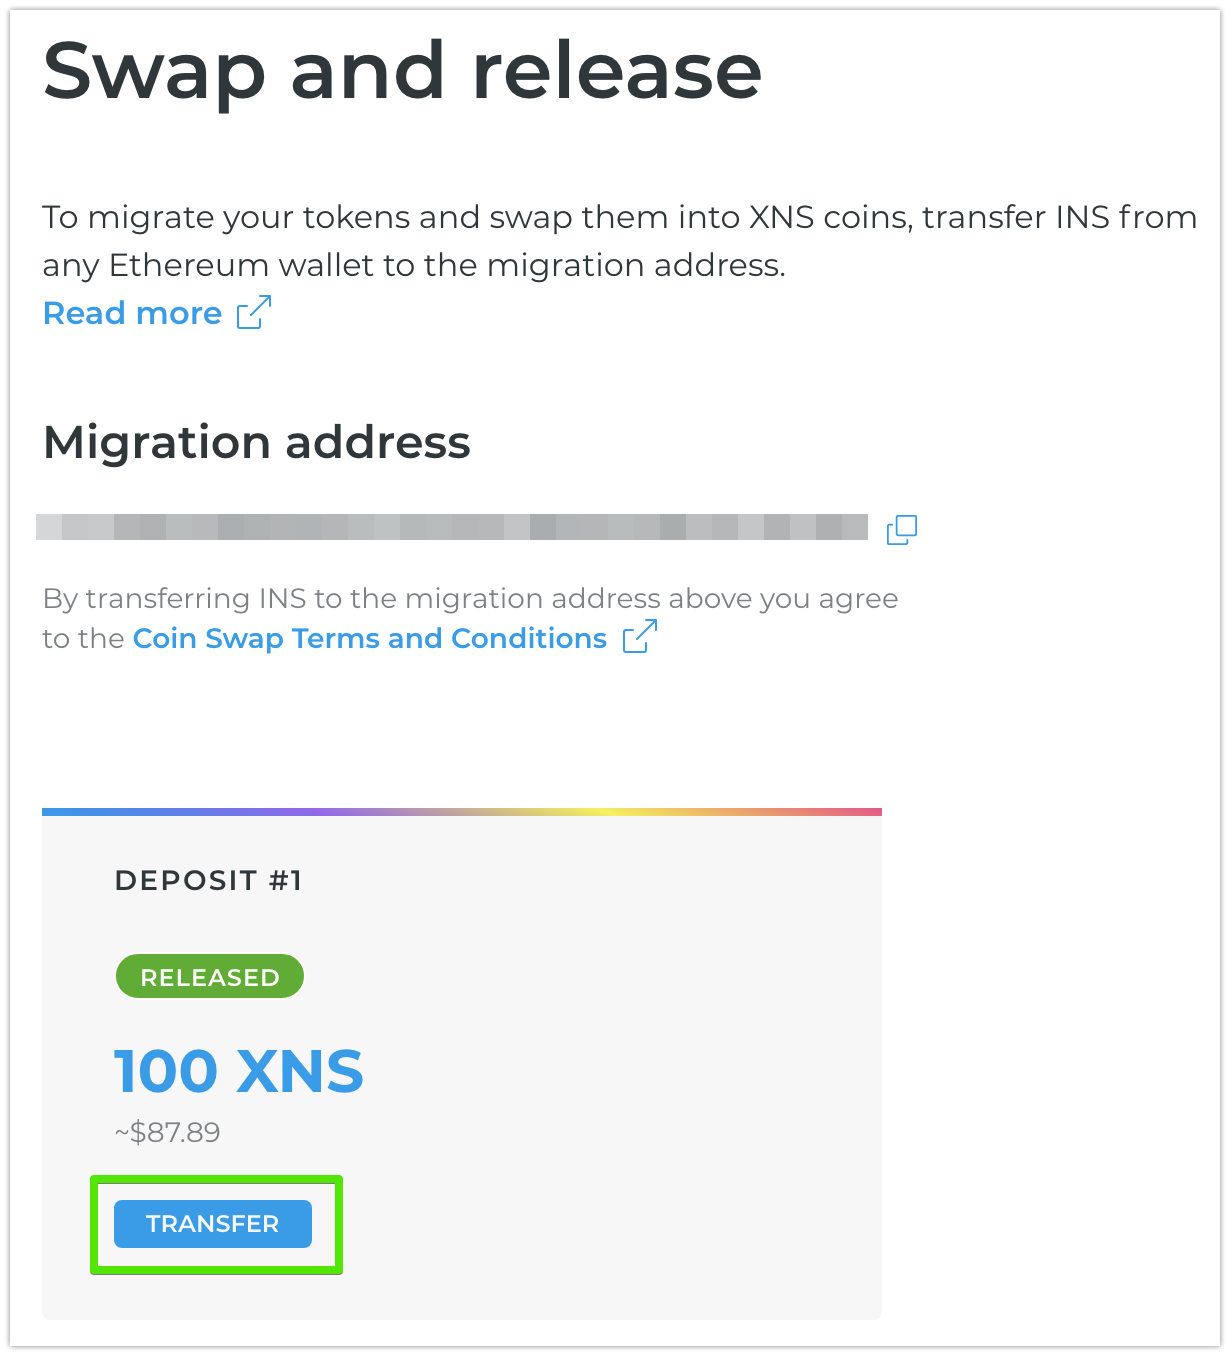 Swap and release
To migrate your tokens and swap them into XNS coins, transfer INS from
any Ethereum wallet to the migration address.
Read more
Migration address
By transferring INS to the migration address above you agree
to the Coin Swap Terms and Conditions
DEPOSIT #1
RELEASED
100 XNS
~$87.89
TRANSFER